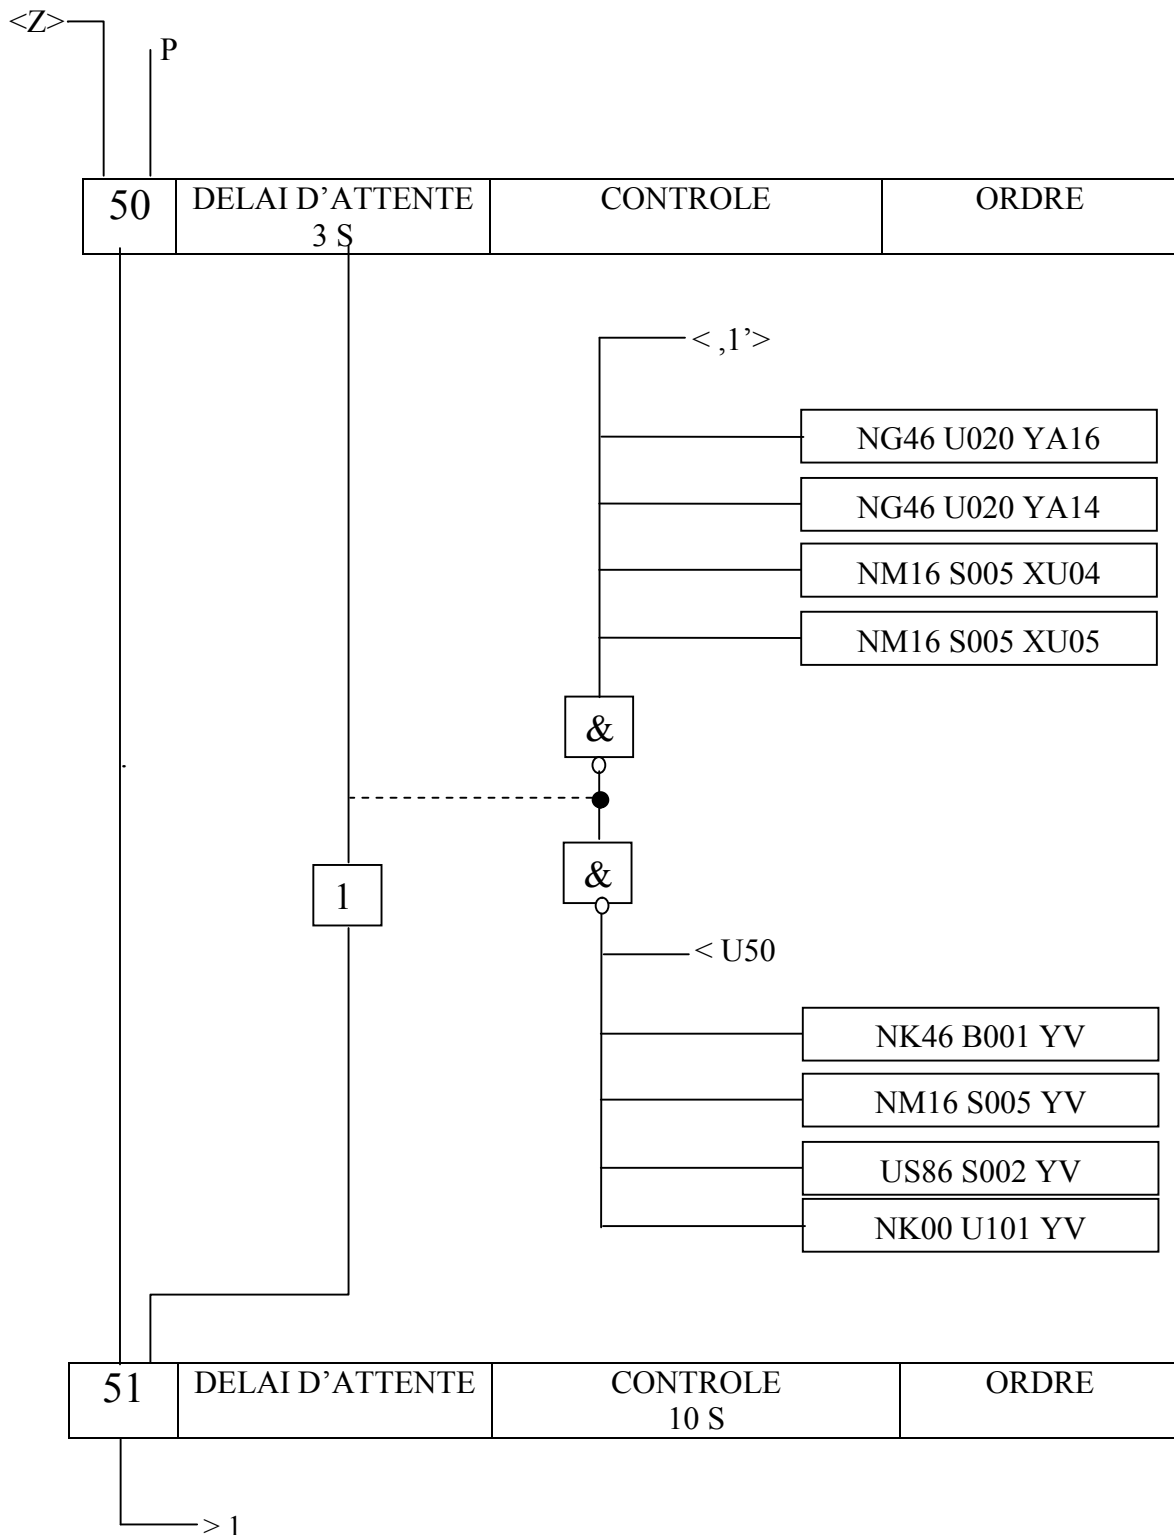 <Z>
P
50 DELAI D’ATTENTE CONTROLE ORDRE
3 S
< ,1’>
NG46 U020 YA16
NG46 U020 YA14
NM16 S005 XU04
NM16 S005 XU05
&
&
1
< U50
NK46 B001 YV
NM16 S005 YV
US86 S002 YV
NK00 U101 YV
51 DELAI D’ATTENTE CONTROLE ORDRE
10 S
> 1